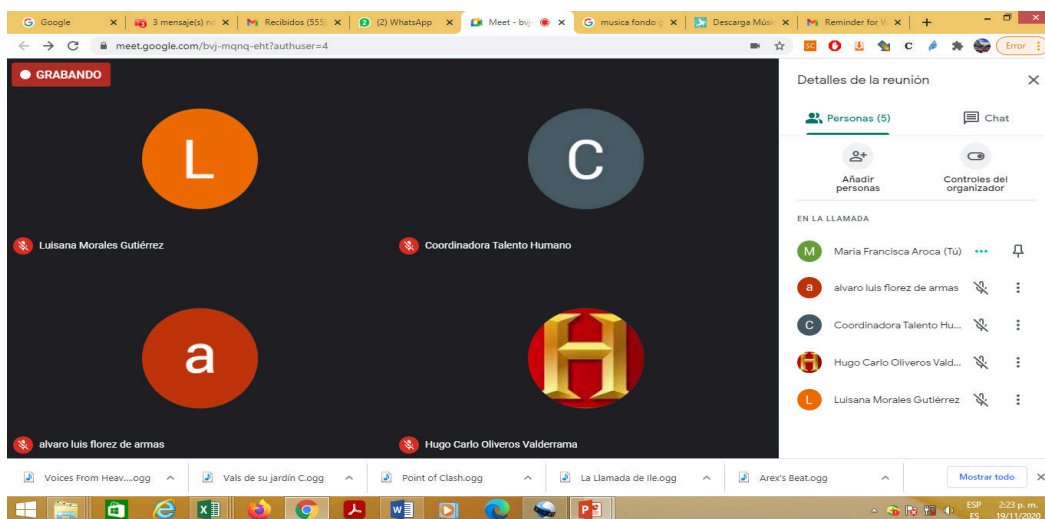 Google
3 mensaje(s) no
Recibidos (555)
(2) WhatsApp
Meet - bvj
musica fondo g
Descarga Músic
Reminder for
meet.google.com/bvj-mqnq-eht?authuser=4
Error
GRABANDO
Detalles de la reunión
Personas (5)
Chat
Añadir
personas
Controles del
organizador
EN LA LLAMADA
L
C
Luisana Morales Gutiérrez
Coordinadora Talento Humano
a
H
alvaro luis florez de armas
Hugo Carlo Oliveros Valderrama
M
Maria Francisca Aroca (Tú)
a
alvaro luis florez de armas
C
Coordinadora Talento Hu...
H
Hugo Carlo Oliveros Vald...
L
Luisana Morales Gutiérrez
Voices From Heav....ogg
Vals de su jardín C.ogg
Point of Clash.ogg
La Llamada de Ile.ogg
Arex's Beat.ogg
Mostrar todo
ESP
ES
2:23 p. m.
19/11/2020